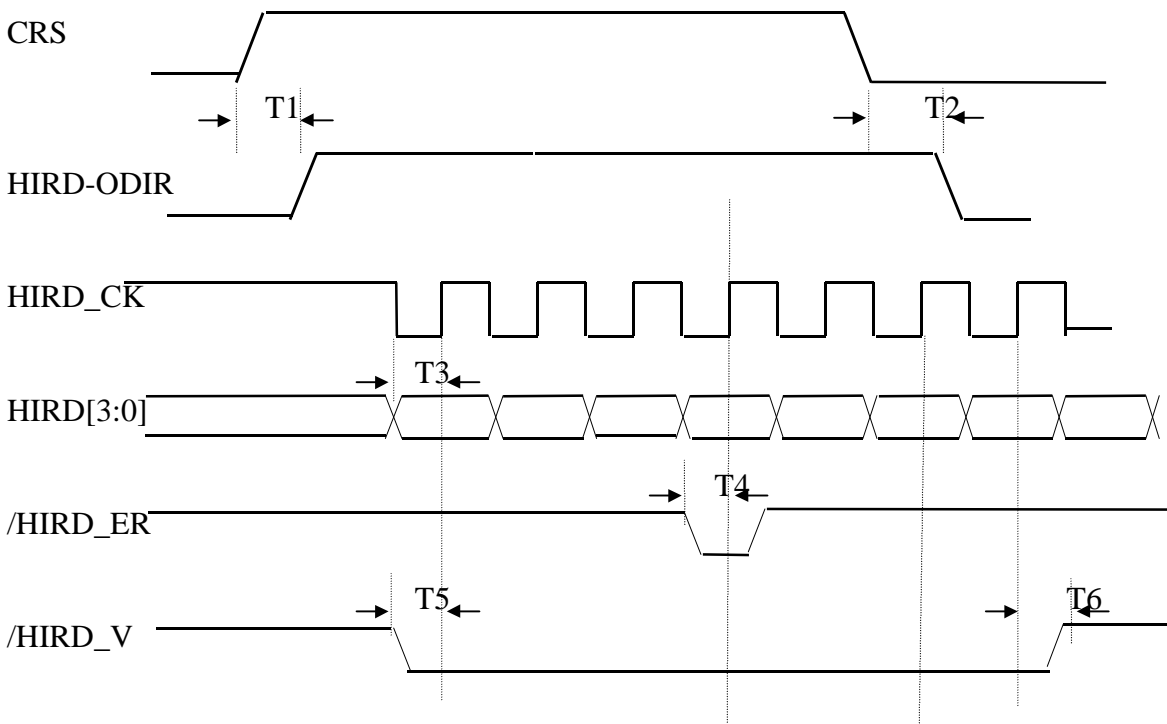 CRS
T1
T2
HIRD-ODIR
HIRD_CK
T3
HIRD[3:0]
T4
/HIRD_ER
T5
T6
/HIRD_V